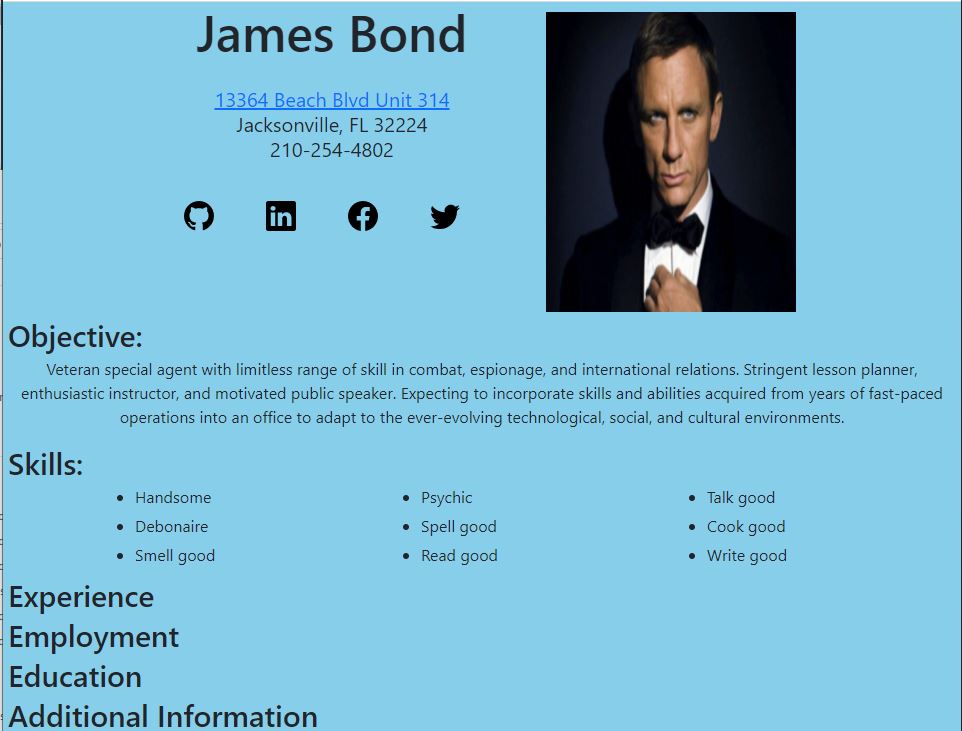 James Bond
13364 Beach Blvd Unit 314
Jacksonville, FL 32224
210-254-4802
in
Objective:
Veteran special agent with limitless range of skill in combat, espionage, and international relations. Stringent lesson planner,
enthusiastic instructor, and motivated public speaker. Expecting to incorporate skills and abilities acquired from years of fast-paced
operations into an office to adapt to the ever-evolving technological, social, and cultural environments.
Skills:
• Handsome • Psychic • Talk good
• Debonaire • Spell good • Cook good
• Smell good • Read good • Write good
Experience
Employment
Education
Additional Information